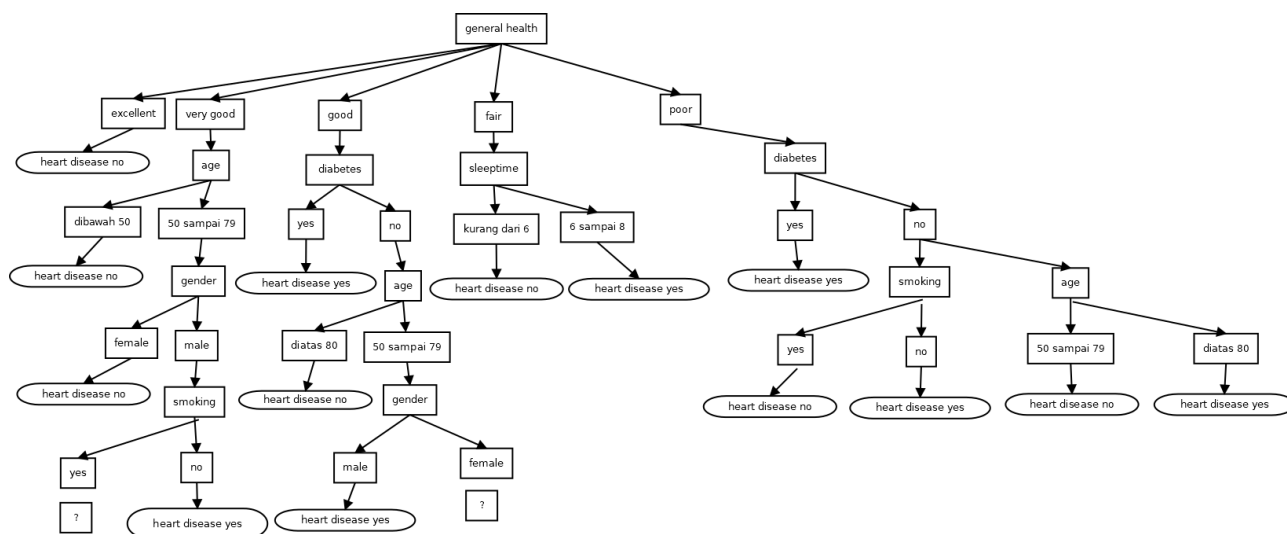 general health
excellent
very good
good
fair
poor
heart disease no
age
diabetes
sleeptime
diabetes
dibawah 50
50 sampai 79
yes
no
kurang dari 6
6 sampai 8
yes
no
heart disease no
gender
heart disease yes
age
heart disease no
heart disease yes
heart disease yes
smoking
age
female
male
diatas 80
50 sampai 79
yes
no
50 sampai 79
diatas 80
heart disease no
smoking
heart disease no
gender
heart disease no
heart disease yes
heart disease no
heart disease yes
yes
no
male
female
?
heart disease yes
heart disease yes
?